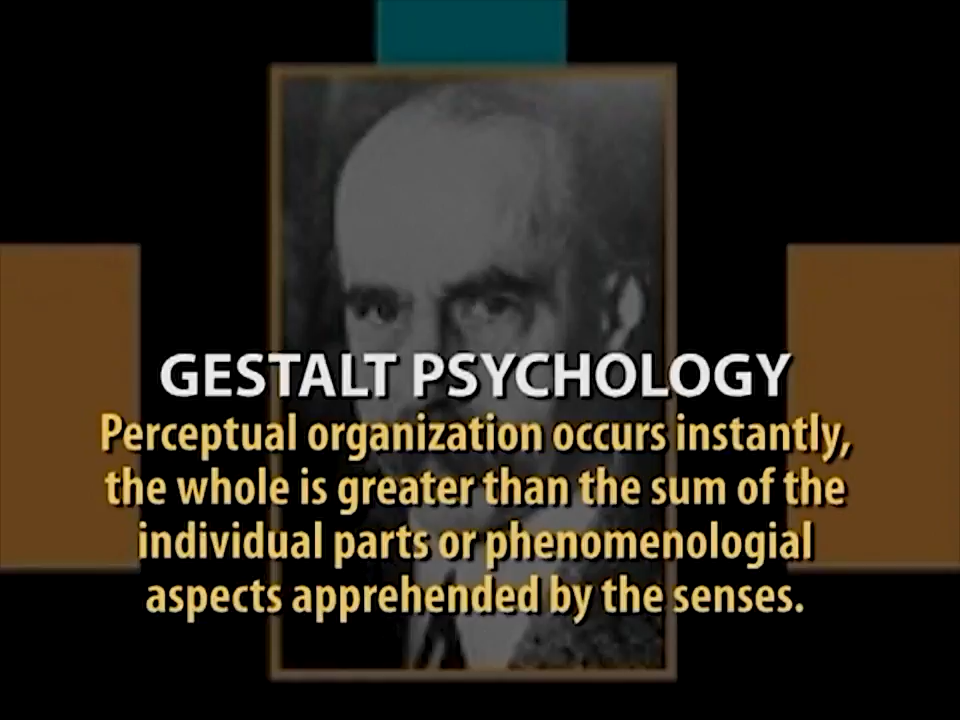 GESTALT PSYCHOLOGY
Perceptual organization occurs instantly,
the whole is greater than the sum of the
individual parts or phenomenologial
aspects apprehended by the senses.